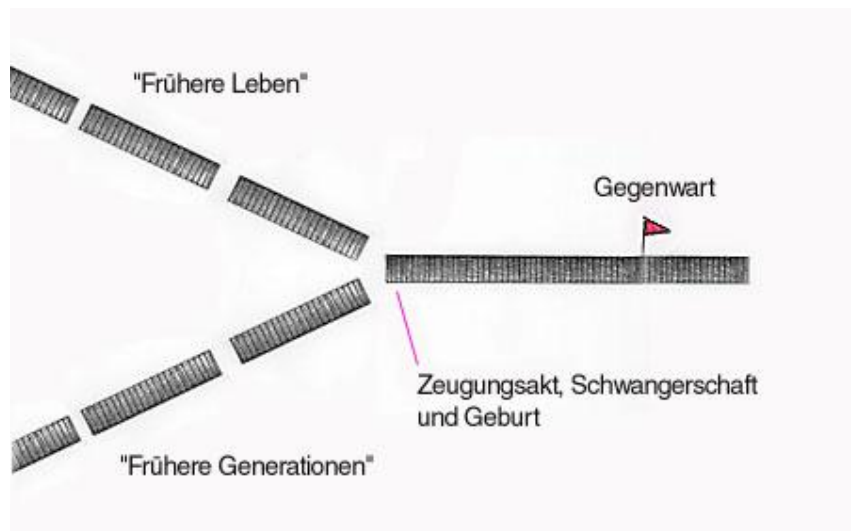 "Frühere Leben"
Gegenwart
Zeugungsakt, Schwangerschaft
und Geburt
"Frühere Generationen"